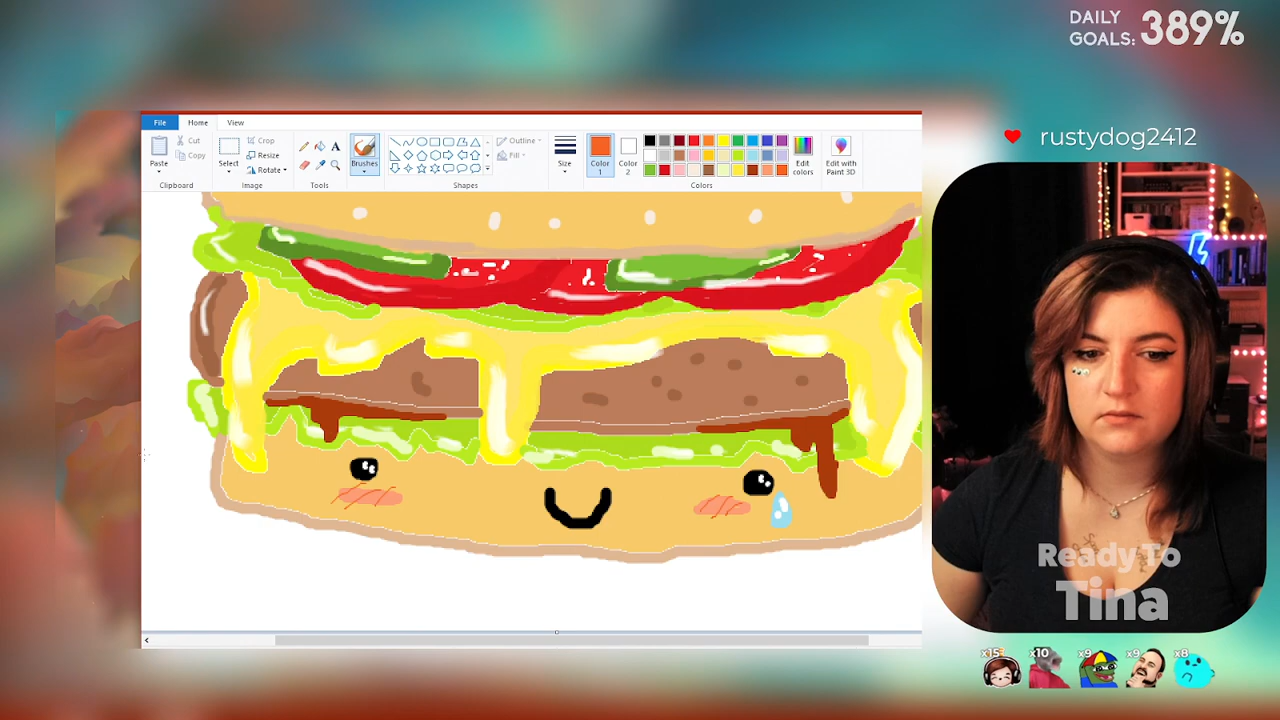 DAILY
GOALS: 389%
rustydog2412
File Home View
Paste
Cut
Copy
Clipboard
Select
Crop
Resize
Rotate
Image
A
Tools
Brushes
Outline
Fill
Shapes
Size
Color
1
Color
2
Edit
colors
Colors
Edit with
Paint 3D
ReadyTo
Tina
x15 x10 x9 x9 x8